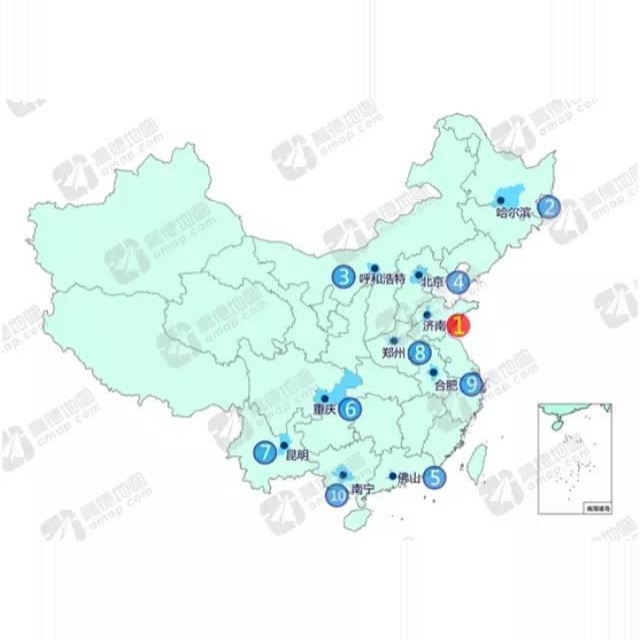 高德地图
amap.com
哈尔滨 2
3 呼和浩特
北京 4
济南 1
郑州 8
合肥 9
重庆 6
7 昆明
佛山 5
南宁
10
南海诸岛